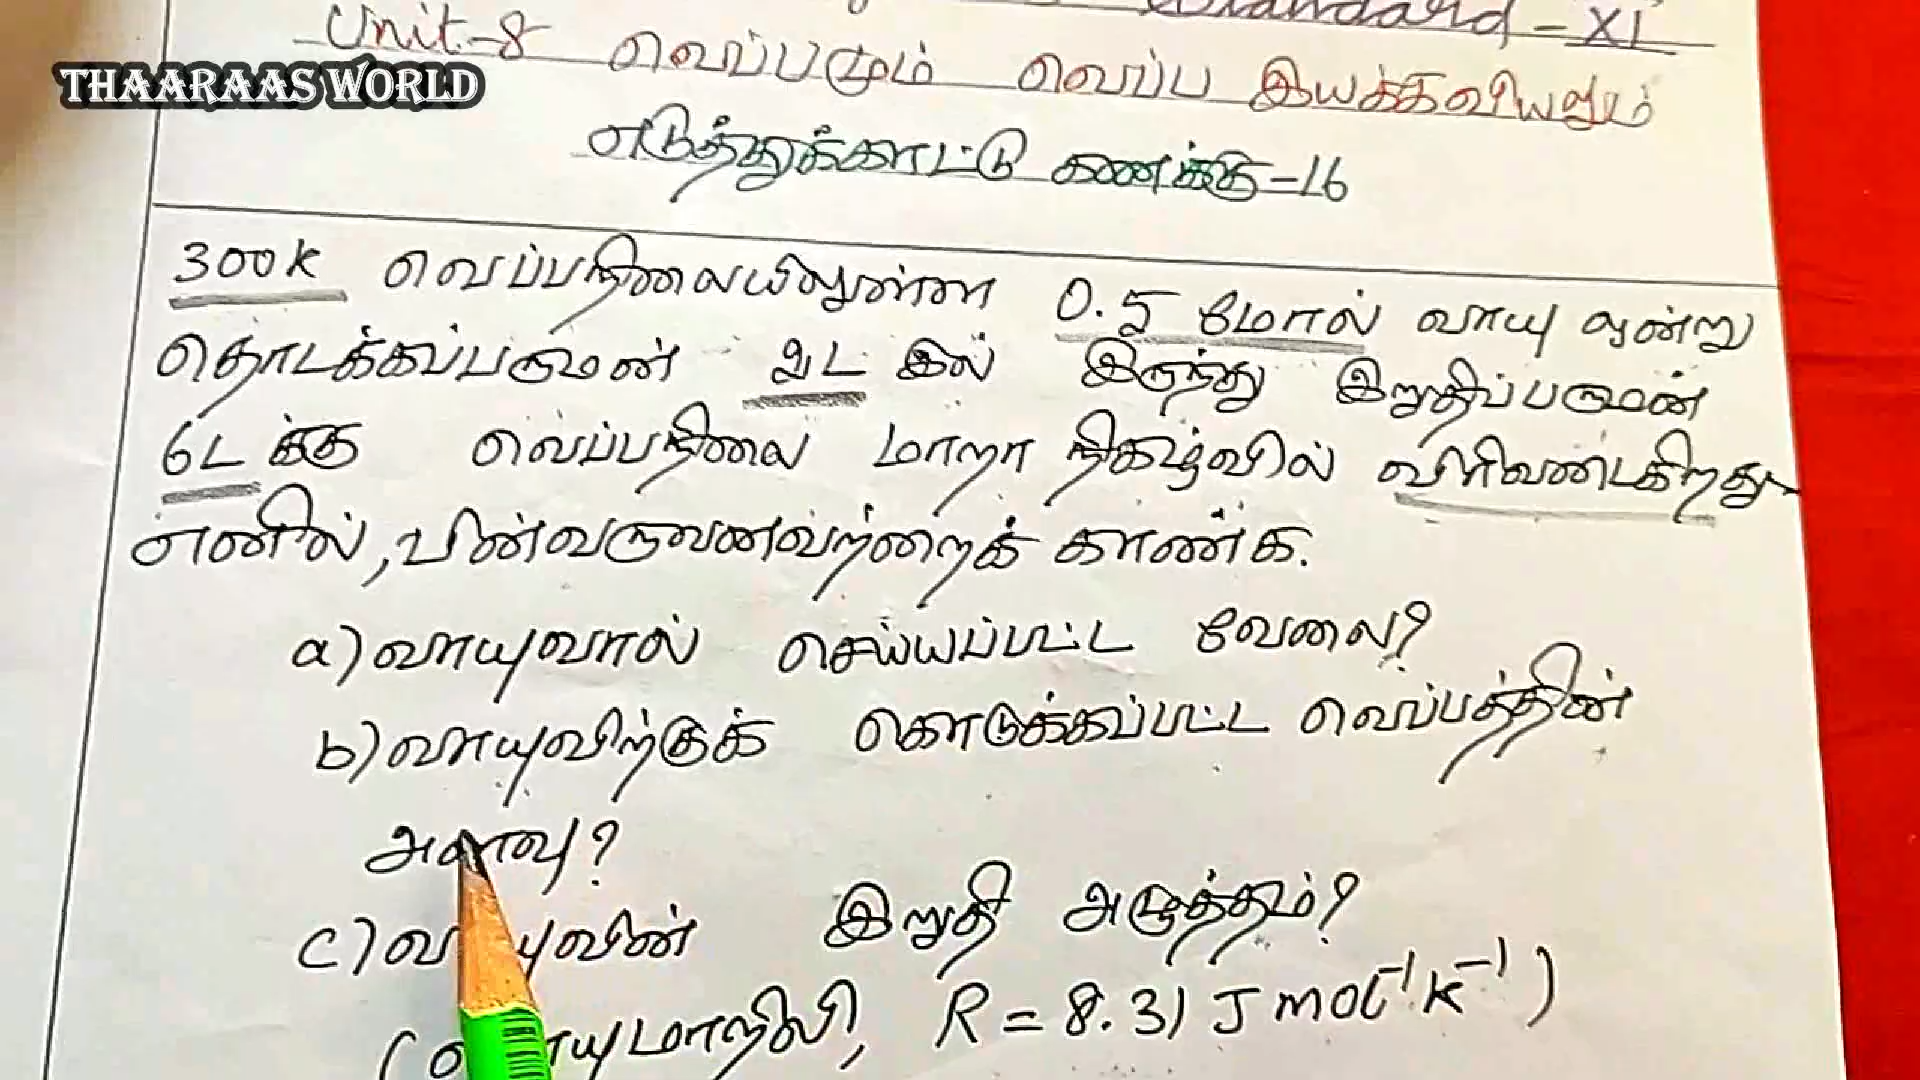 Standard - XI
Unit-8 வெப்பமும் வெப்ப இயக்கவியலும்
THAARAAS WORLD
எடுத்துக்காட்டு கணக்கு-16
300K வெப்பநிலையிலுள்ள 0.5 மோல் வாயு ஒன்று
தொடக்கப்பருமன் 2L இல் இருந்து இறுதிப்பருமன்
6L க்கு வெப்பநிலை மாறா நிகழ்வில் விரிவடைகிறது
எனில், பின்வருவனவற்றைக் காண்க.
a) வாயுவால் செய்யப்பட்ட வேலை?
b) வாயுவிற்குக் கொடுக்கப்பட்ட வெப்பத்தின்
அளவு?
c) வாயுவின் இறுதி அழுத்தம்?
(வாயுமாறிலி, R = 8.31 J mol⁻¹ K⁻¹)